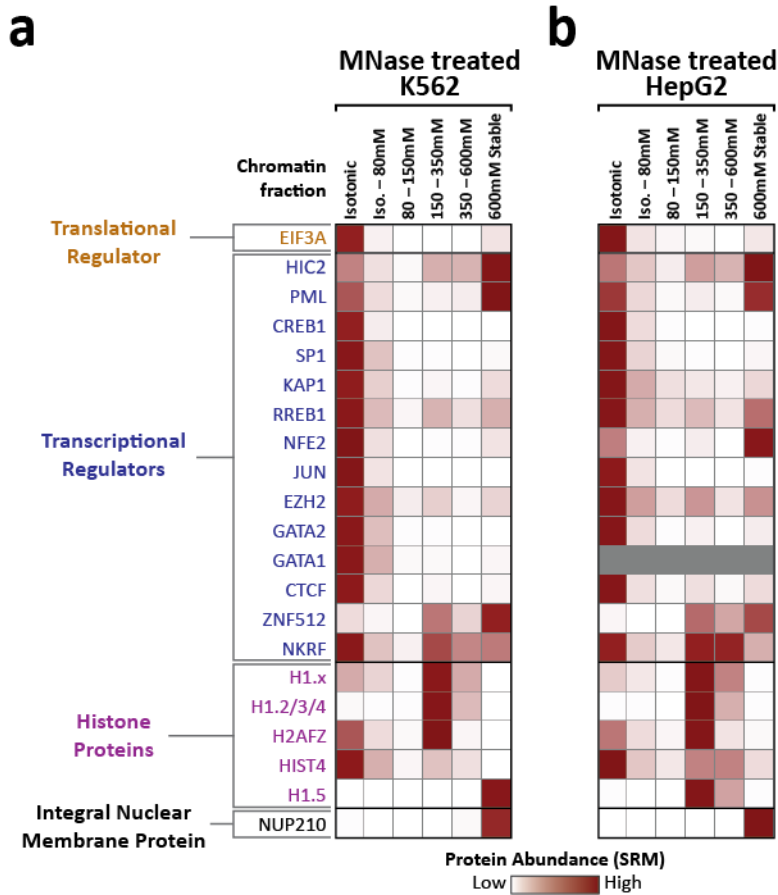 a
b
MNase treated
K562
MNase treated
HepG2
Chromatin
fraction
Isotonic
Iso. – 80mM
80 – 150mM
150 – 350mM
350 – 600mM
600mM Stable
Isotonic
Iso. – 80mM
80 – 150mM
150 – 350mM
350 – 600mM
600mM Stable
Translational
Regulator
EIF3A
Transcriptional
Regulators
HIC2
PML
CREB1
SP1
KAP1
RREB1
NFE2
JUN
EZH2
GATA2
GATA1
CTCF
ZNF512
NKRF
Histone
Proteins
H1.x
H1.2/3/4
H2AFZ
HIST4
H1.5
Integral Nuclear
Membrane Protein
NUP210
Protein Abundance (SRM)
Low
High